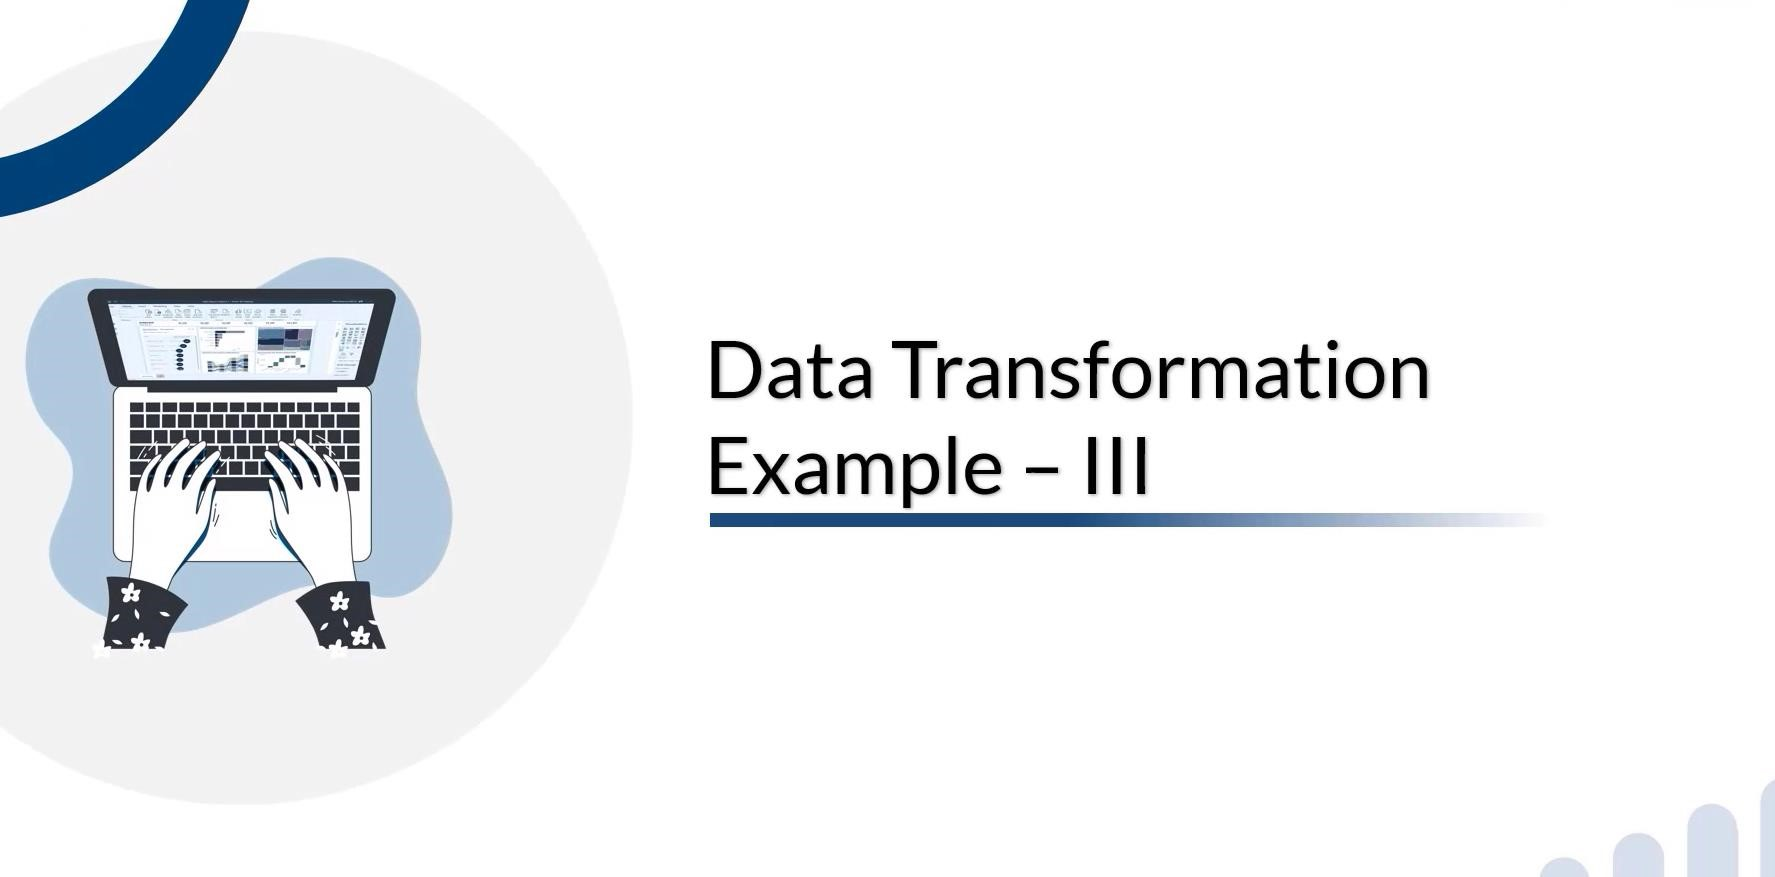 Data Transformation
Example – III